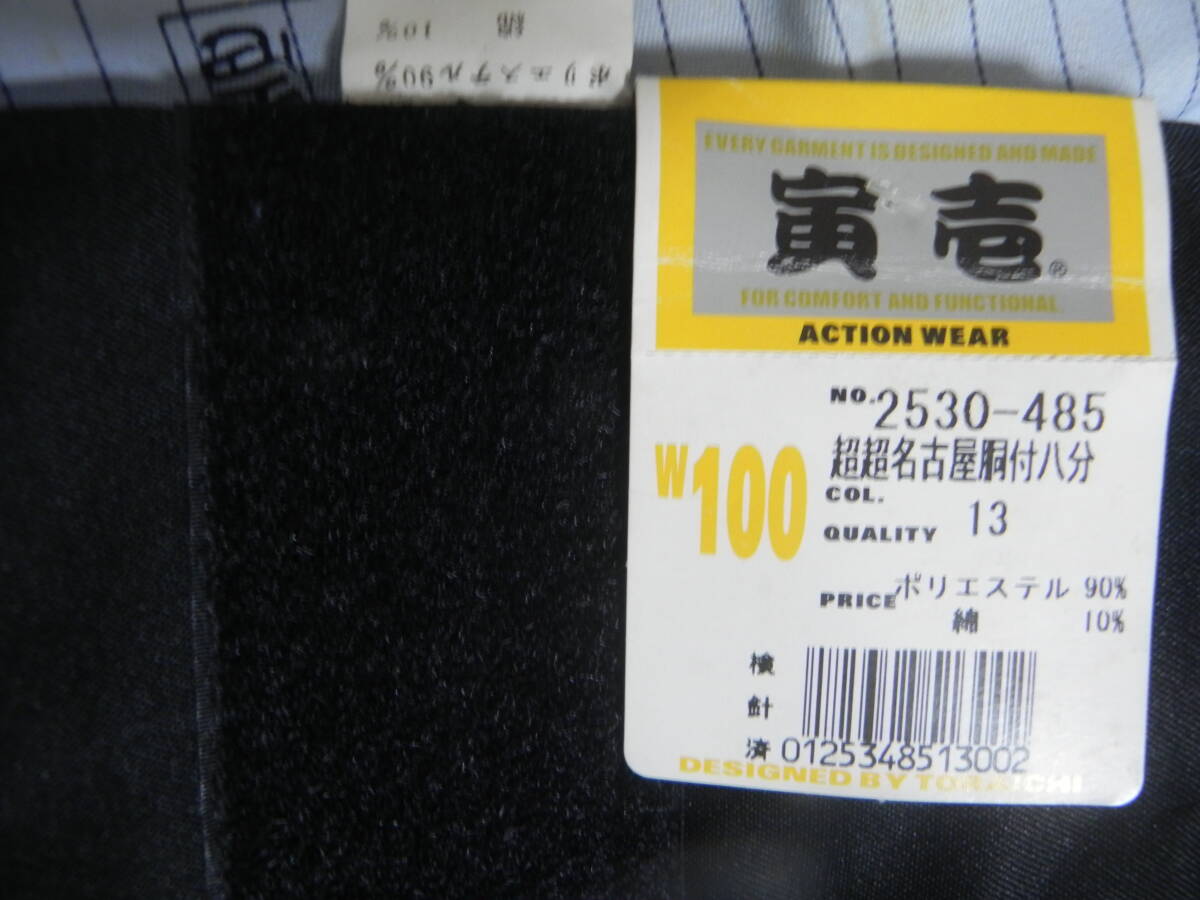 ポリエステル90%
綿 10%
EVERY GARMENT IS DESIGNED AND MADE
寅壱®
FOR COMFORT AND FUNCTIONAL.
ACTION WEAR
NO. 2530-485
W100
超超名古屋胴付八分
COL.
QUALITY 13
PRICE ポリエステル 90%
綿 10%
検針済
0125348513002
DESIGNED BY TORAICHI